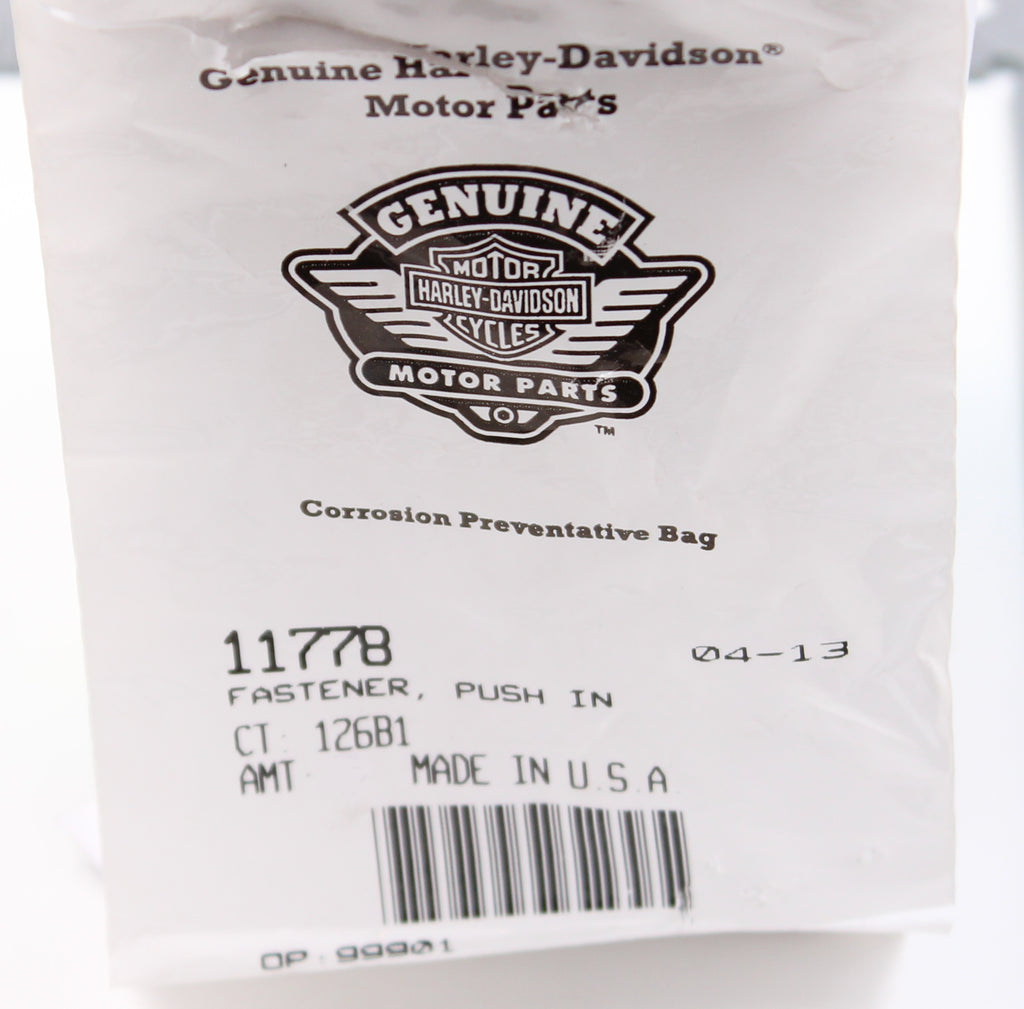 Genuine Harley-Davidson®
Motor Parts
GENUINE
MOTOR
HARLEY-DAVIDSON
CYCLES
MOTOR PARTS
TM
Corrosion Preventative Bag
11778
04-13
FASTENER, PUSH IN
CT: 126B1
AMT
MADE IN U.S.A
OP: 99901